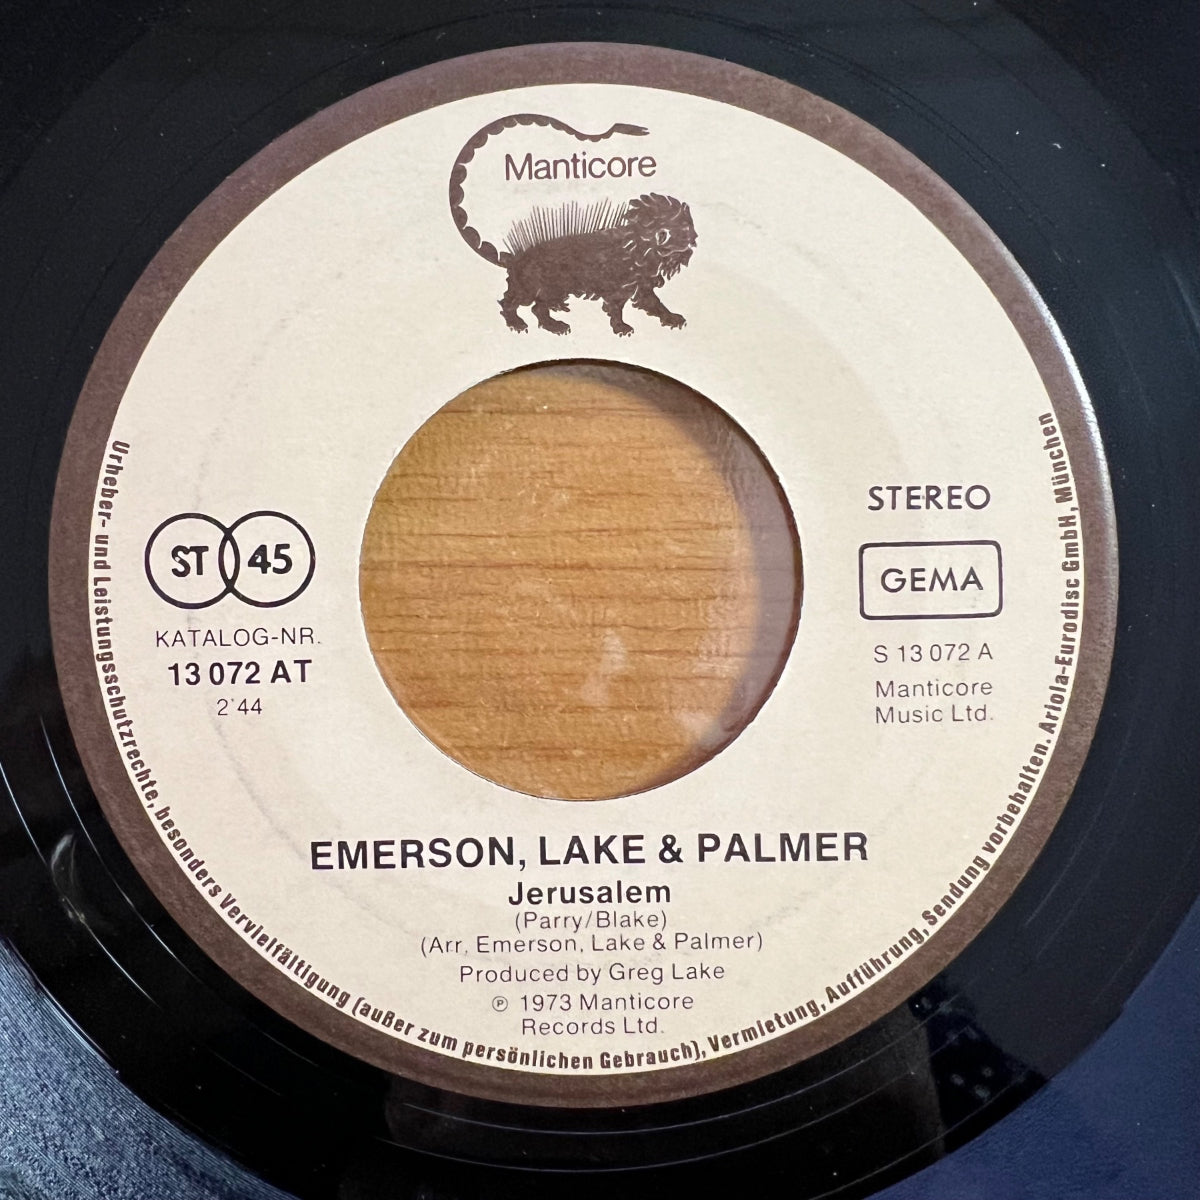 Manticore
STEREO
ST 45
GEMA
KATALOG-NR.
13 072 AT
2'44
S 13 072 A
Manticore
Music Ltd.
EMERSON, LAKE & PALMER
Jerusalem
(Parry/Blake)
(Arr. Emerson, Lake & Palmer)
Produced by Greg Lake
℗ 1973 Manticore
Records Ltd.
Urheber- und Leistungsschutzrechte, besonders Vervielfältigung (außer zum persönlichen Gebrauch), Vermietung, Aufführung, Sendung vorbehalten. Ariola-Eurodisc GmbH, München